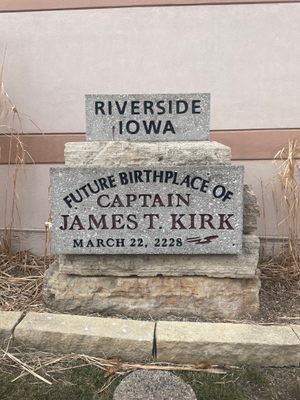 RIVERSIDE
IOWA
FUTURE BIRTHPLACE OF
CAPTAIN
JAMES T. KIRK
MARCH 22, 2228